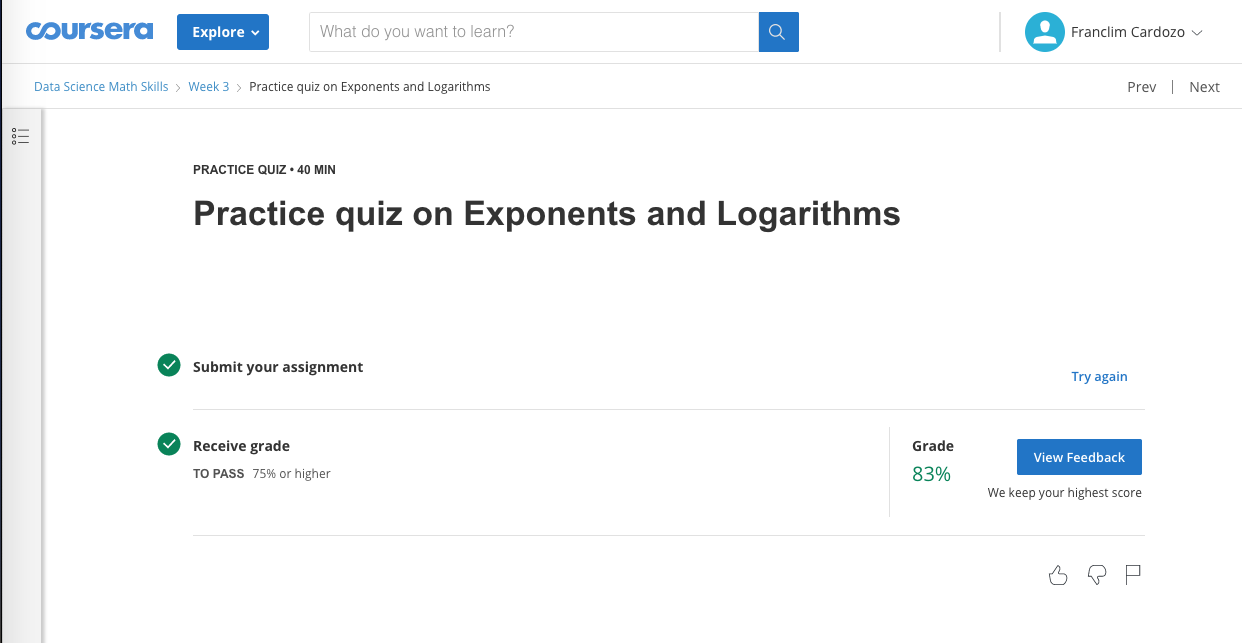 coursera Explore What do you want to learn? Franclim Cardozo
Data Science Math Skills > Week 3 > Practice quiz on Exponents and Logarithms Prev | Next
PRACTICE QUIZ • 40 MIN
Practice quiz on Exponents and Logarithms
Submit your assignment
Try again
Receive grade
TO PASS 75% or higher
Grade
83%
View Feedback
We keep your highest score